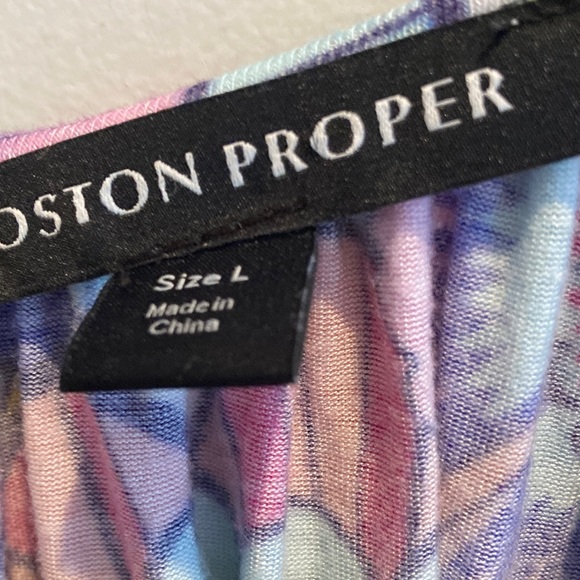 OSTON PROPER
Size L
Made in
China